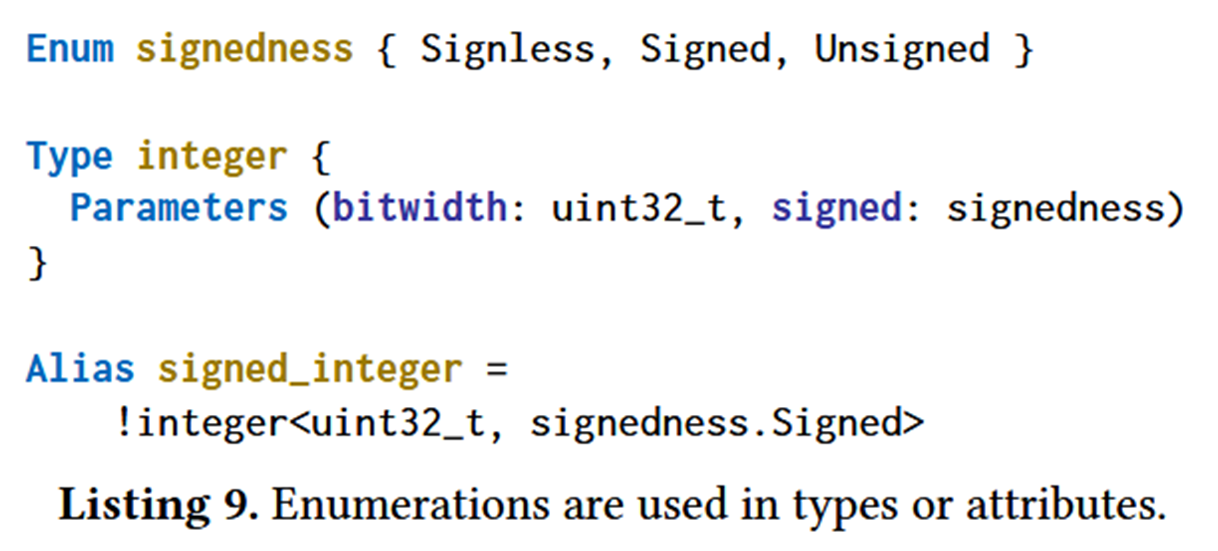 Enum signedness { Signless, Signed, Unsigned }
Type integer {
Parameters (bitwidth: uint32_t, signed: signedness)
}
Alias signed_integer =
!integer<uint32_t, signedness.Signed>
Listing 9. Enumerations are used in types or attributes.